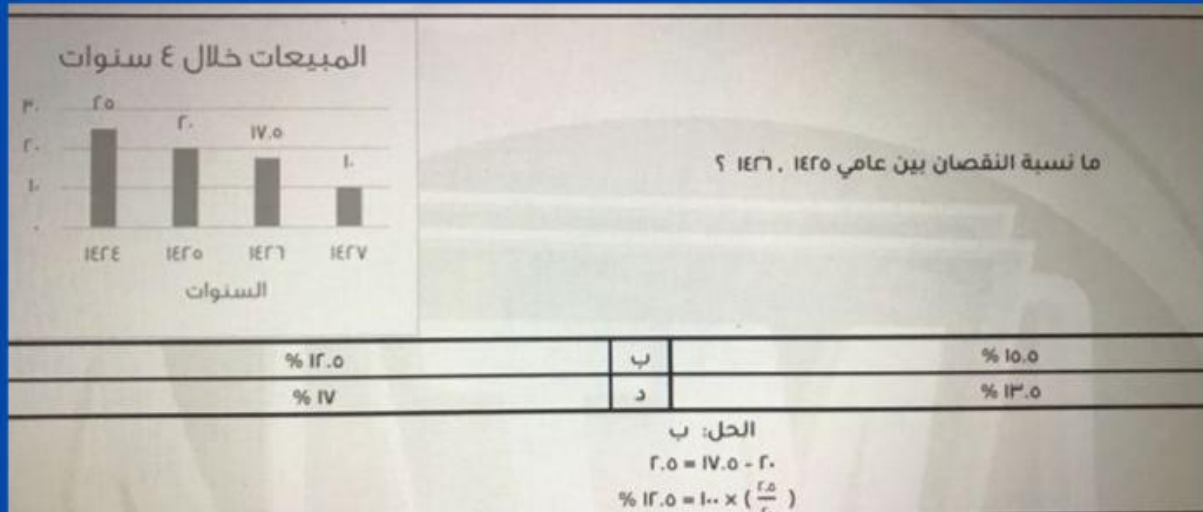 المبيعات خلال ٤ سنوات
٣٠
٢٠
١٠
٠
٢٥
٢٠
١٧.٥
١٠
١٤٢٤ ١٤٢٥ ١٤٢٦ ١٤٢٧
السنوات
ما نسبة النقصان بين عامي ١٤٢٥ , ١٤٢٦ ؟
١٥.٥ % ب ١٢.٥ %
١٣.٥ % د ١٧ %
الحل: ب
٢٠ - ١٧.٥ = ٢.٥
( ٢.٥ / ٢ ) × ١٠٠ = ١٢.٥ %